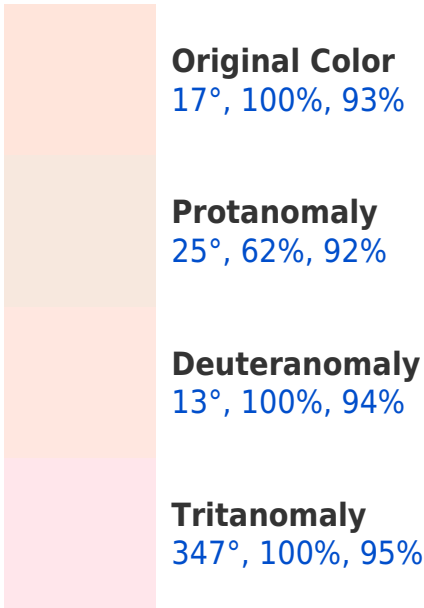 Original Color
17°, 100%, 93%
Protanomaly
25°, 62%, 92%
Deuteranomaly
13°, 100%, 94%
Tritanomaly
347°, 100%, 95%